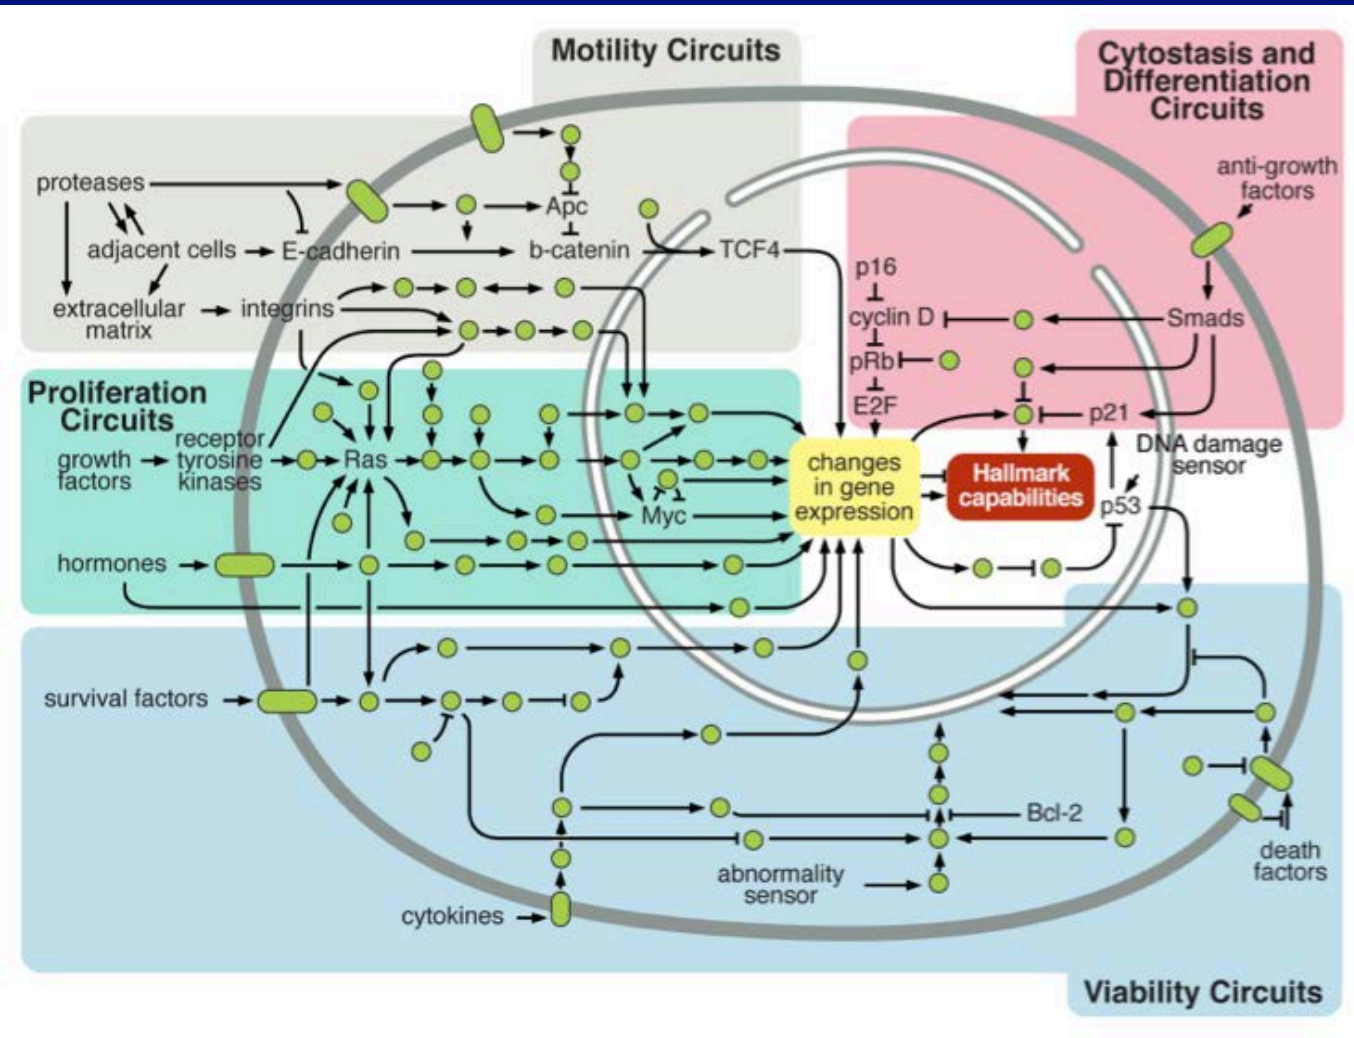 Motility Circuits
Cytostasis and
Differentiation
Circuits
proteases
adjacent cells
E-cadherin
Apc
b-catenin
TCF4
extracellular
matrix
integrins
anti-growth
factors
p16
cyclin D
Smads
pRb
E2F
p21
DNA damage
sensor
Proliferation
Circuits
growth
factors
receptor
tyrosine
kinases
Ras
Myc
changes
in gene
expression
Hallmark
capabilities
p53
hormones
survival factors
Bcl-2
abnormality
sensor
cytokines
death
factors
Viability Circuits